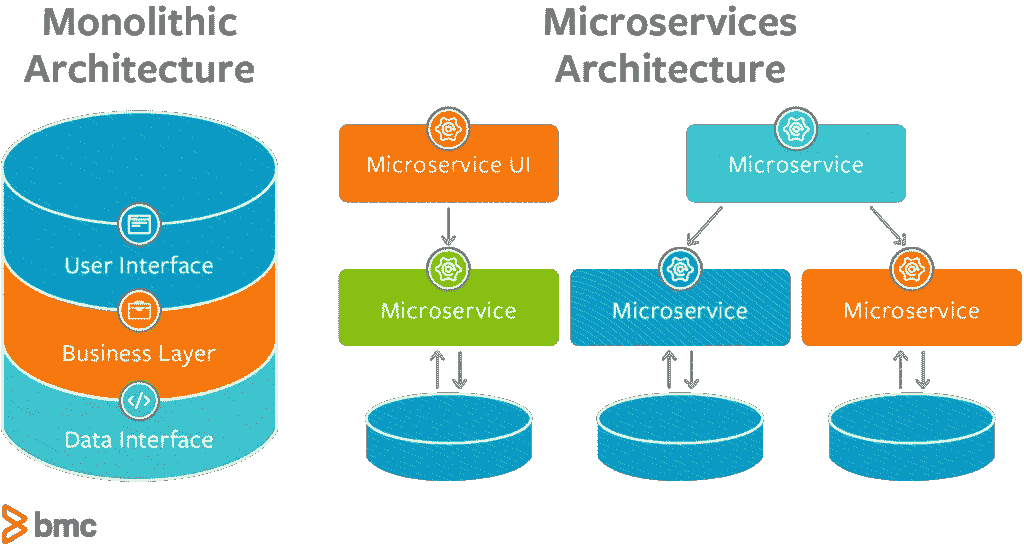 Monolithic
Architecture
User Interface
Business Layer
Data Interface
Microservices
Architecture
Microservice UI
Microservice
Microservice
Microservice
Microservice
bmc